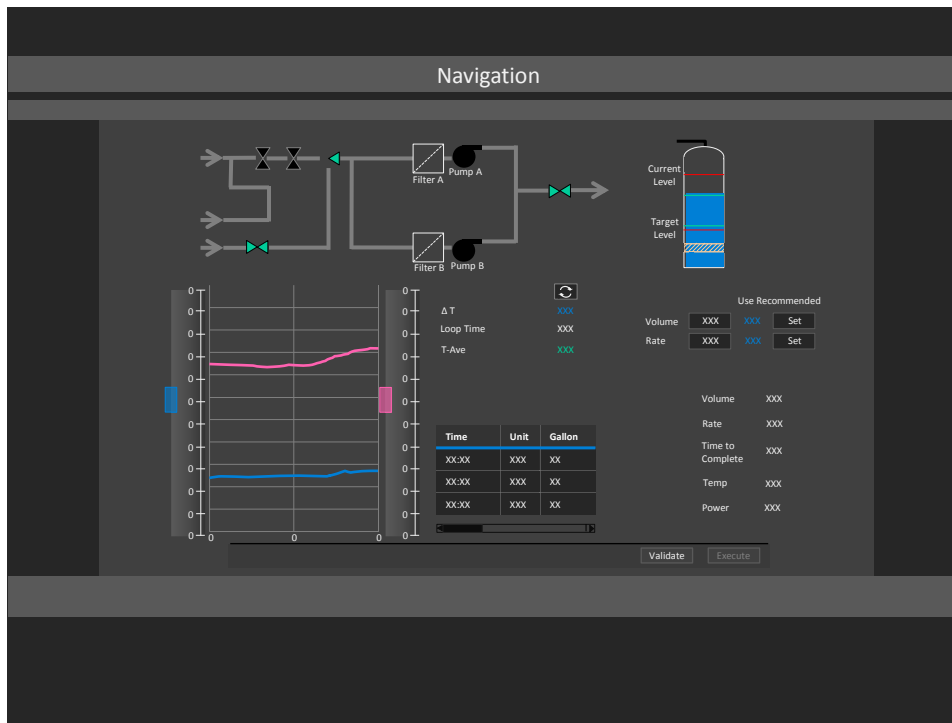 Navigation
Filter A
Pump A
Filter B
Pump B
Current
Level
Target
Level
0 0
0 0
0 0
0 0
0 0
0 0
0 0
0 0
0 0
0 0
0 0
0 0
0 0 0
Δ T XXX
Loop Time XXX
T-Ave XXX
Use Recommended
Volume XXX XXX Set
Rate XXX XXX Set
Time Unit Gallon
XX:XX XXX XX
XX:XX XXX XX
XX:XX XXX XX
Volume XXX
Rate XXX
Time to
Complete XXX
Temp XXX
Power XXX
Validate Execute